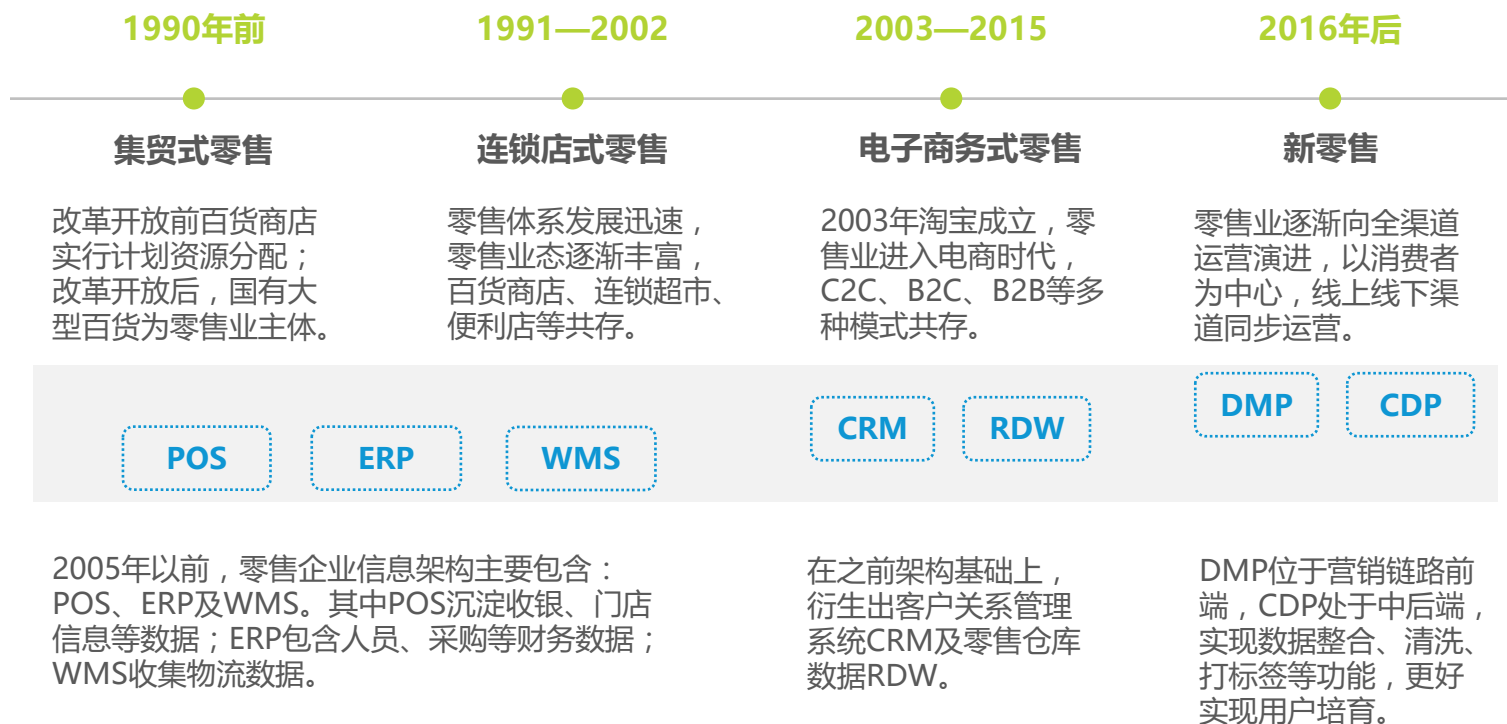 1990年前
1991—2002
2003—2015
2016年后
集贸式零售
连锁店式零售
电子商务式零售
新零售
改革开放前百货商店
实行计划资源分配；
改革开放后，国有大
型百货为零售业主体。
零售体系发展迅速，
零售业态逐渐丰富，
百货商店、连锁超市、
便利店等共存。
2003年淘宝成立，零
售业进入电商时代，
C2C、B2C、B2B等多
种模式共存。
零售业逐渐向全渠道
运营演进，以消费者
为中心，线上线下渠
道同步运营。
POS
ERP
WMS
CRM
RDW
DMP
CDP
2005年以前，零售企业信息架构主要包含：
POS、ERP及WMS。其中POS沉淀收银、门店
信息等数据；ERP包含人员、采购等财务数据；
WMS收集物流数据。
在之前架构基础上，
衍生出客户关系管理
系统CRM及零售仓库
数据RDW。
DMP位于营销链路前
端，CDP处于中后端，
实现数据整合、清洗、
打标签等功能，更好
实现用户培育。